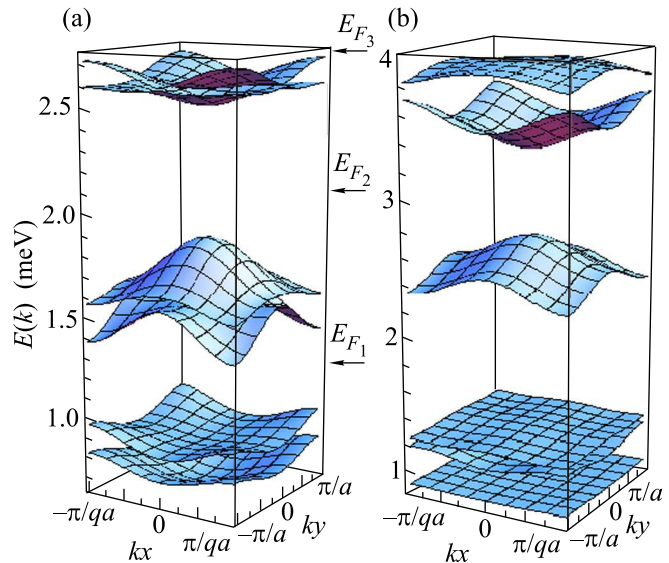 (a)
(b)
E_{F_3}
E_{F_2}
E_{F_1}
E(k) (meV)
2.5
2.0
1.5
1.0
−π/qa
0
π/qa
kx
−π/a
0
π/a
ky
4
3
2
1
−π/qa
0
π/qa
kx
−π/a
0
π/a
ky